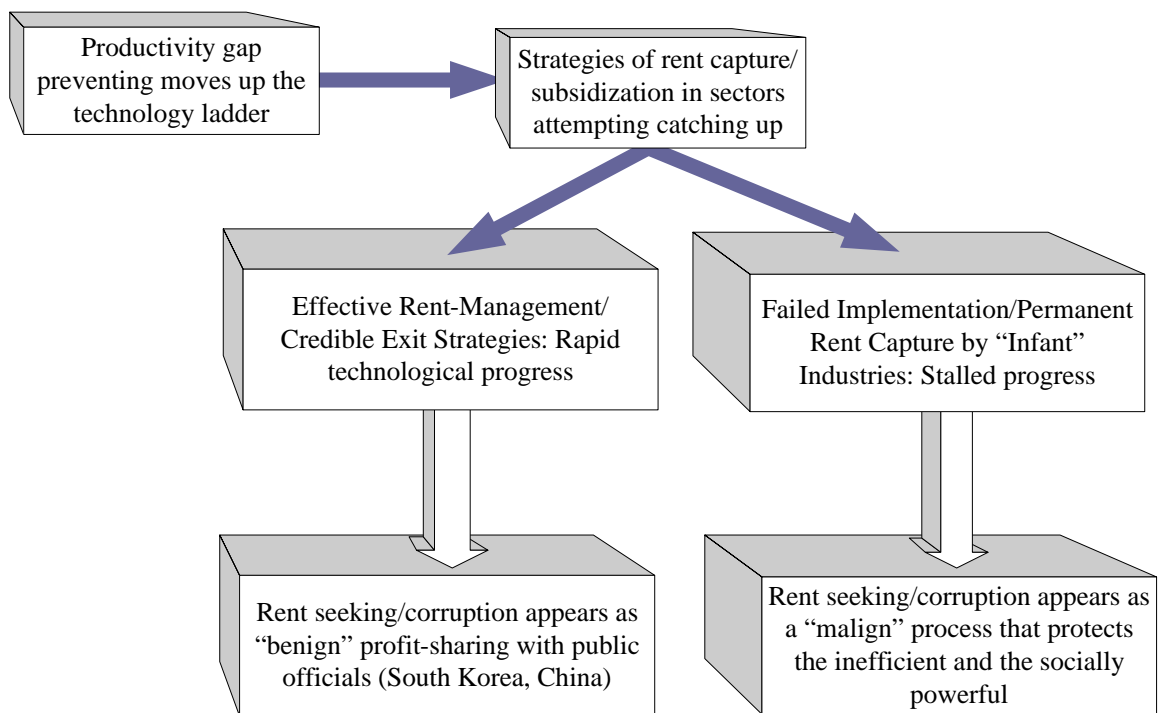 Productivity gap
preventing moves up the
technology ladder
Strategies of rent capture/
subsidization in sectors
attempting catching up
Effective Rent-Management/
Credible Exit Strategies: Rapid
technological progress
Failed Implementation/Permanent
Rent Capture by “Infant”
Industries: Stalled progress
Rent seeking/corruption appears as
“benign” profit-sharing with public
officials (South Korea, China)
Rent seeking/corruption appears as
a “malign” process that protects
the inefficient and the socially
powerful